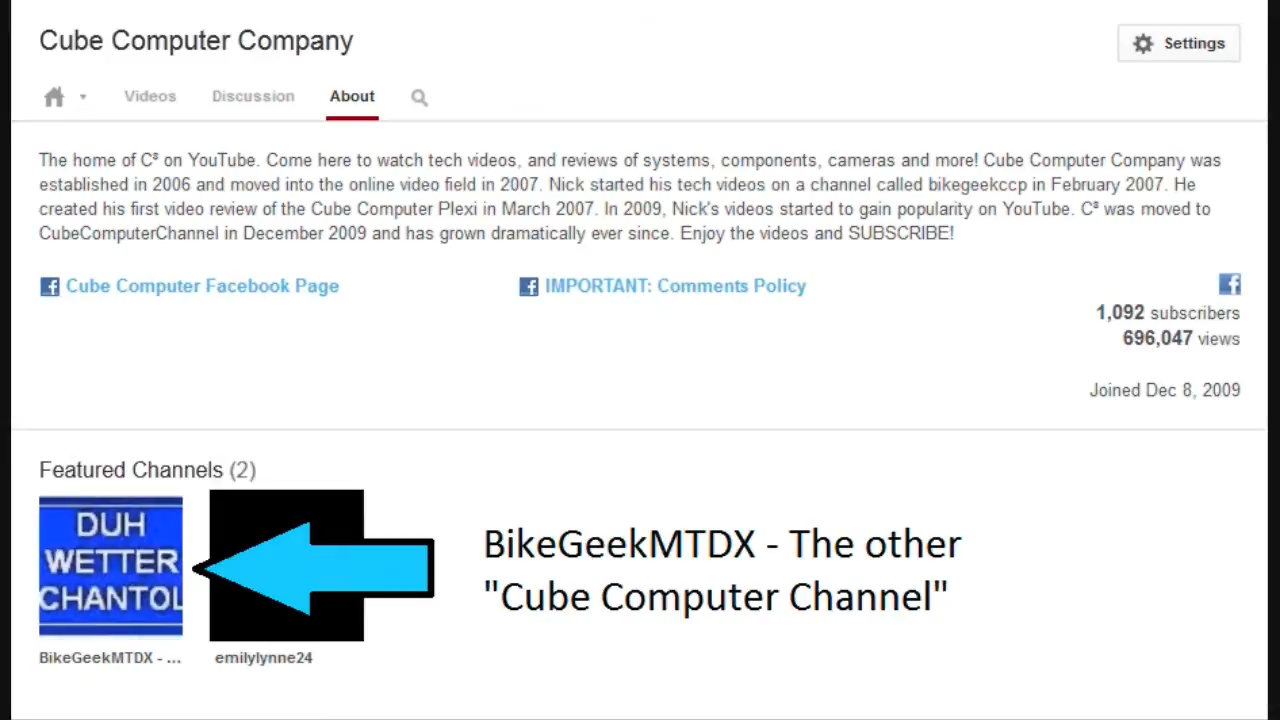 Cube Computer Company
Settings
Videos
Discussion
About
The home of C³ on YouTube. Come here to watch tech videos, and reviews of systems, components, cameras and more! Cube Computer Company was
established in 2006 and moved into the online video field in 2007. Nick started his tech videos on a channel called bikegeekccp in February 2007. He
created his first video review of the Cube Computer Plexi in March 2007. In 2009, Nick's videos started to gain popularity on YouTube. C³ was moved to
CubeComputerChannel in December 2009 and has grown dramatically ever since. Enjoy the videos and SUBSCRIBE!
Cube Computer Facebook Page
IMPORTANT: Comments Policy
1,092 subscribers
696,047 views
Joined Dec 8, 2009
Featured Channels (2)
DUH
WETTER
CHANTOL
BikeGeekMTDX - The other
"Cube Computer Channel"
BikeGeekMTDX - ...
emilylynne24